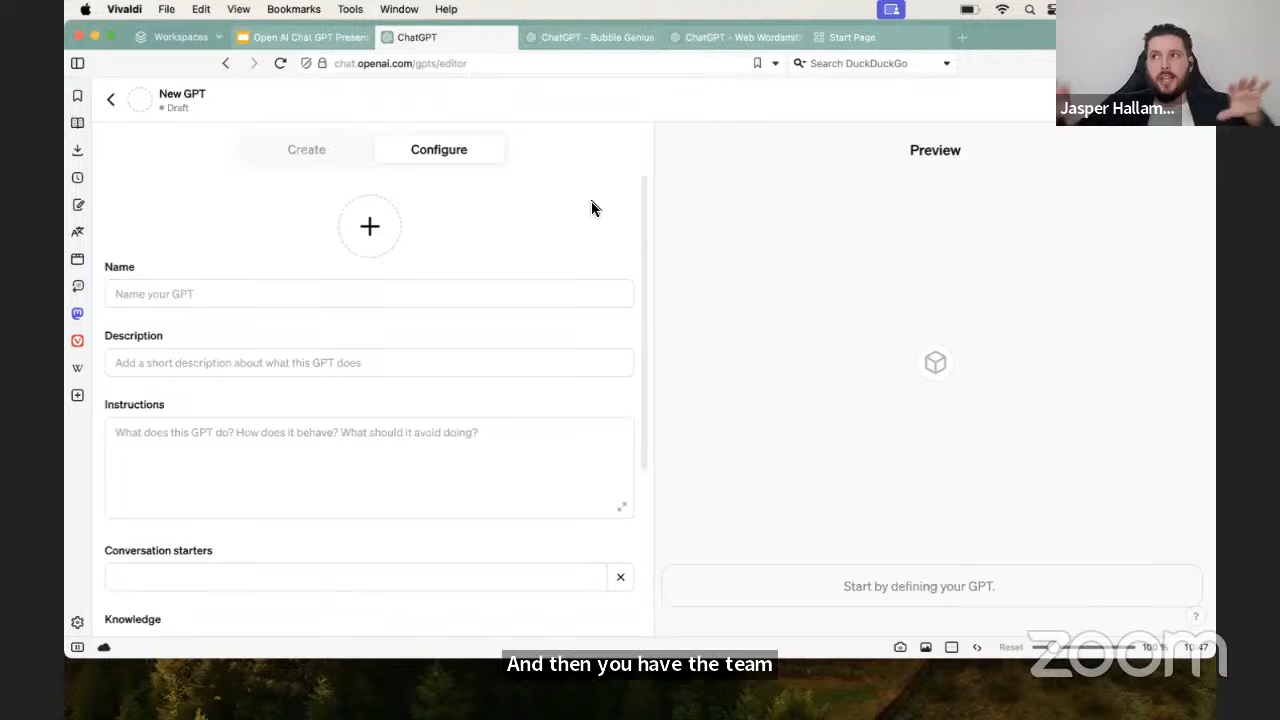 Vivaldi File Edit View Bookmarks Tools Window Help
Workspaces Open AI Chat GPT Presen ChatGPT ChatGPT - Bubble Genius ChatGPT - Web Wordamit Start Page
chat.openai.com/gpts/editor Search DuckDuckGo
Jasper Hallam...
New GPT
Draft
Create Configure Preview
Name
Name your GPT
Description
Add a short description about what this GPT does
Instructions
What does this GPT do? How does it behave? What should it avoid doing?
Conversation starters
Start by defining your GPT.
Knowledge
?
Reset 100 % 10:47
zoom
And then you have the team